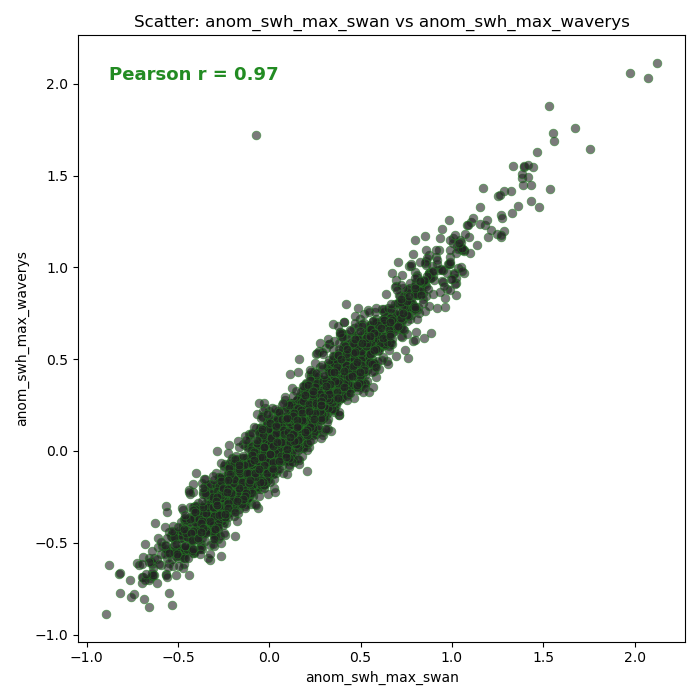 Scatter: anom_swh_max_swan vs anom_swh_max_waverys
Pearson r = 0.97
2.0
1.5
1.0
0.5
0.0
−0.5
−1.0
anom_swh_max_waverys
−1.0 −0.5 0.0 0.5 1.0 1.5 2.0
anom_swh_max_swan